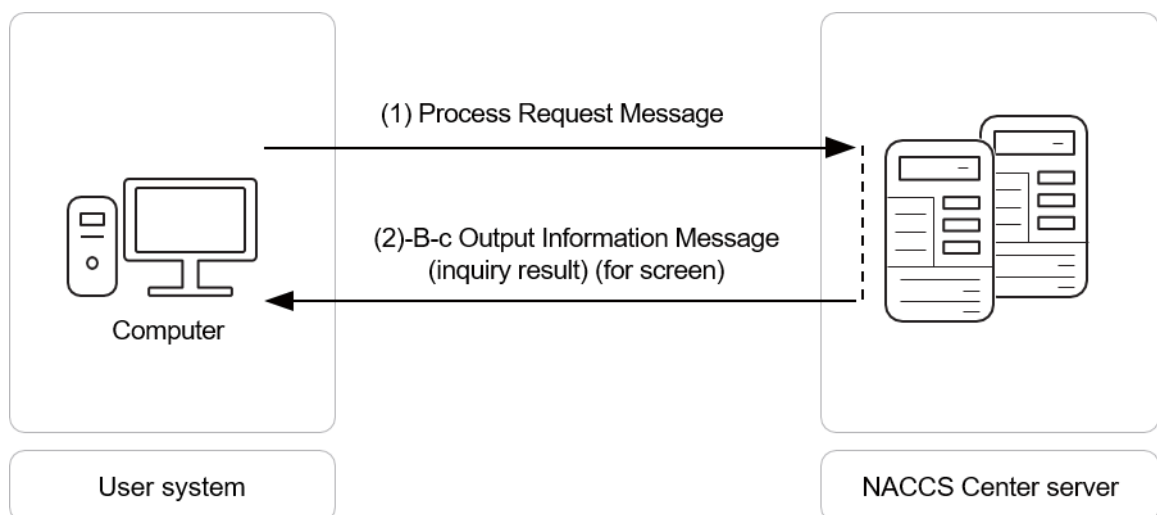 (1) Process Request Message
(2)-B-c Output Information Message
(inquiry result) (for screen)
Computer
User system
NACCS Center server